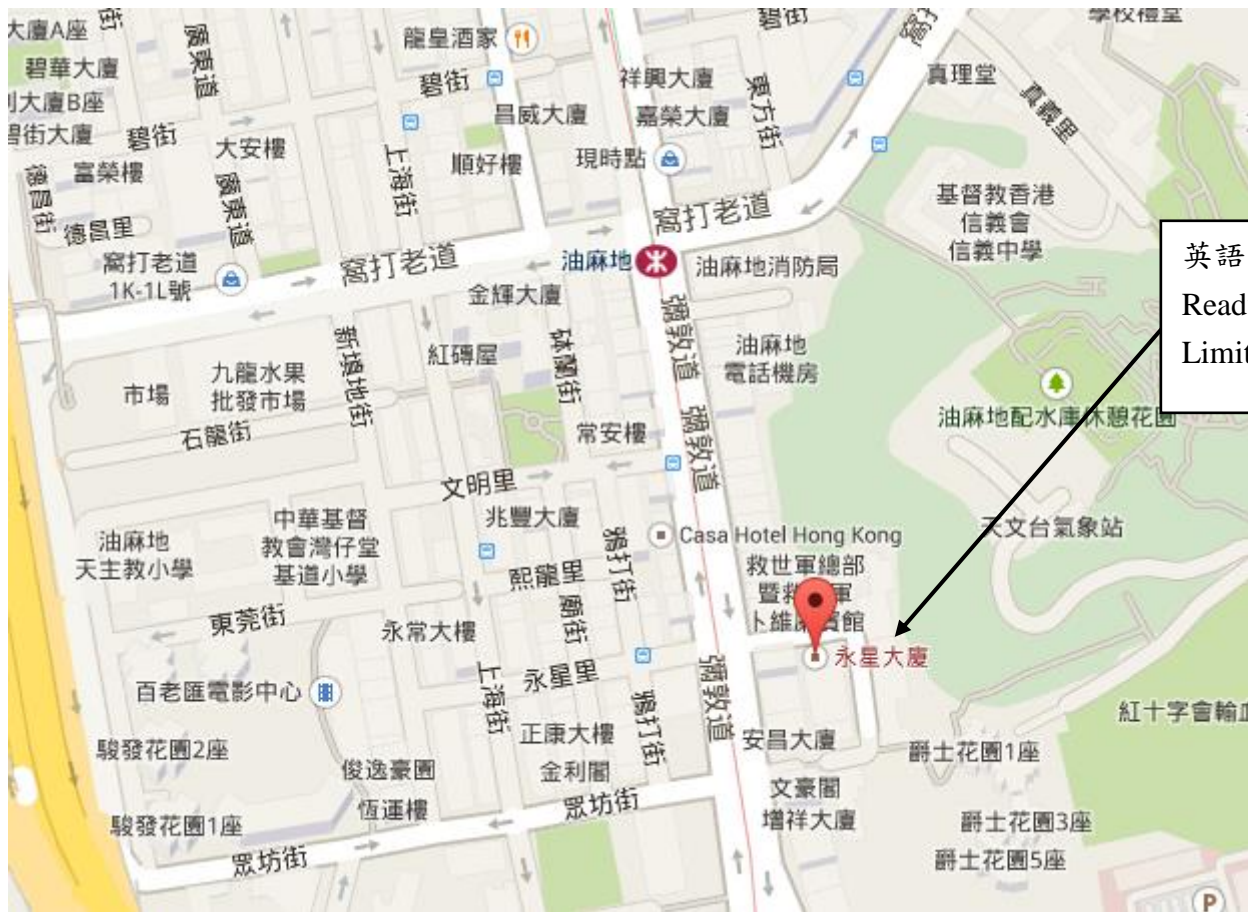 大廈A座
街
碧華大廈
廣東道
龍皇酒家
碧街
窩
學校禮堂
利大廈B座
碧街大廈
碧街
碧街
祥興大廈
真理堂
昌威大廈
嘉榮大廈
東方街
真義里
富榮樓
大安樓
上海街
順好樓
現時點
德昌街
德昌里
廣東道
窩打老道
基督教香港
信義會
信義中學
窩打老道
1K-1L號
窩打老道
油麻地
油麻地消防局
英語
Read
Limit
金輝大廈
彌敦道
新填地街
紅磚屋
砵蘭街
油麻地
電話機房
市場
九龍水果
批發市場
彌敦道
油麻地配水庫休憩花園
石龍街
常安樓
文明里
中華基督
教會灣仔堂
基道小學
兆豐大廈
油麻地
天主教小學
鴉打街
Casa Hotel Hong Kong
天文台氣象站
熙龍里
救世軍總部
廟街
東莞街
永常大樓
永星大廈
上海街
永星里
彌敦道
百老匯電影中心
鴉打街
紅十字會輸血
駿發花園2座
正康大樓
安昌大廈
爵士花園1座
俊逸豪園
金利閣
文豪閣
恆運樓
眾坊街
增祥大廈
爵士花園3座
駿發花園1座
眾坊街
爵士花園5座
P